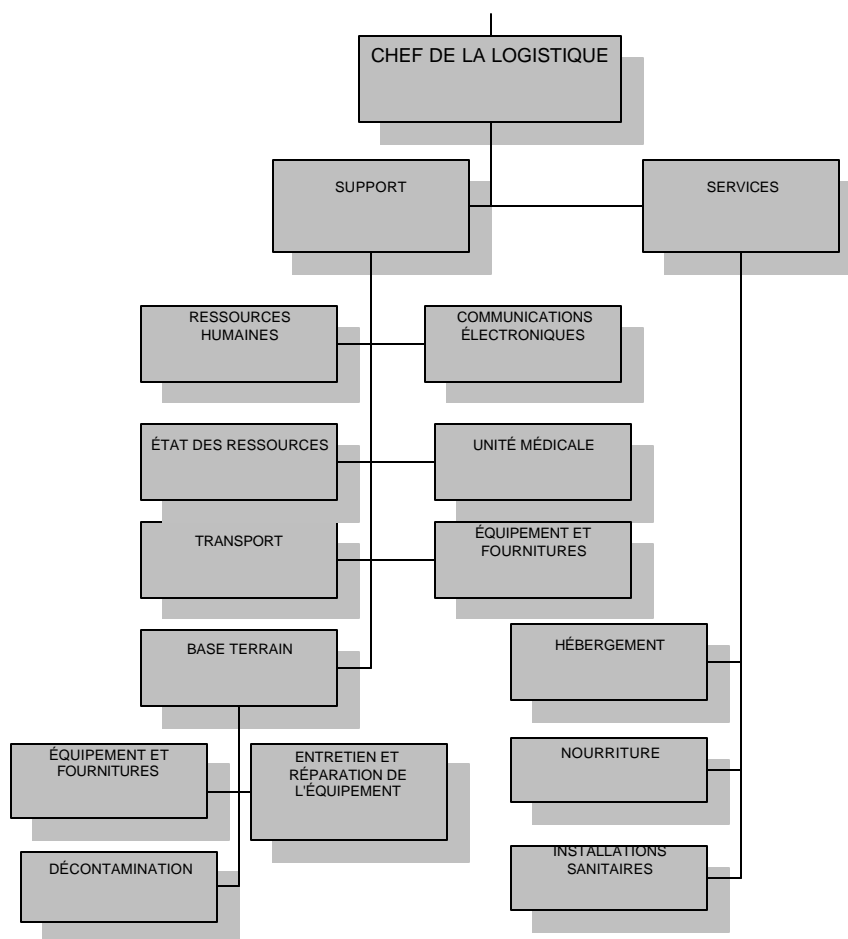 CHEF DE LA LOGISTIQUE
SUPPORT
SERVICES
RESSOURCES
HUMAINES
COMMUNICATIONS
ÉLECTRONIQUES
ÉTAT DES RESSOURCES
UNITÉ MÉDICALE
TRANSPORT
ÉQUIPEMENT ET
FOURNITURES
BASE TERRAIN
HÉBERGEMENT
ÉQUIPEMENT ET
FOURNITURES
ENTRETIEN ET
RÉPARATION DE
L'ÉQUIPEMENT
NOURRITURE
DÉCONTAMINATION
INSTALLATIONS
SANITAIRES